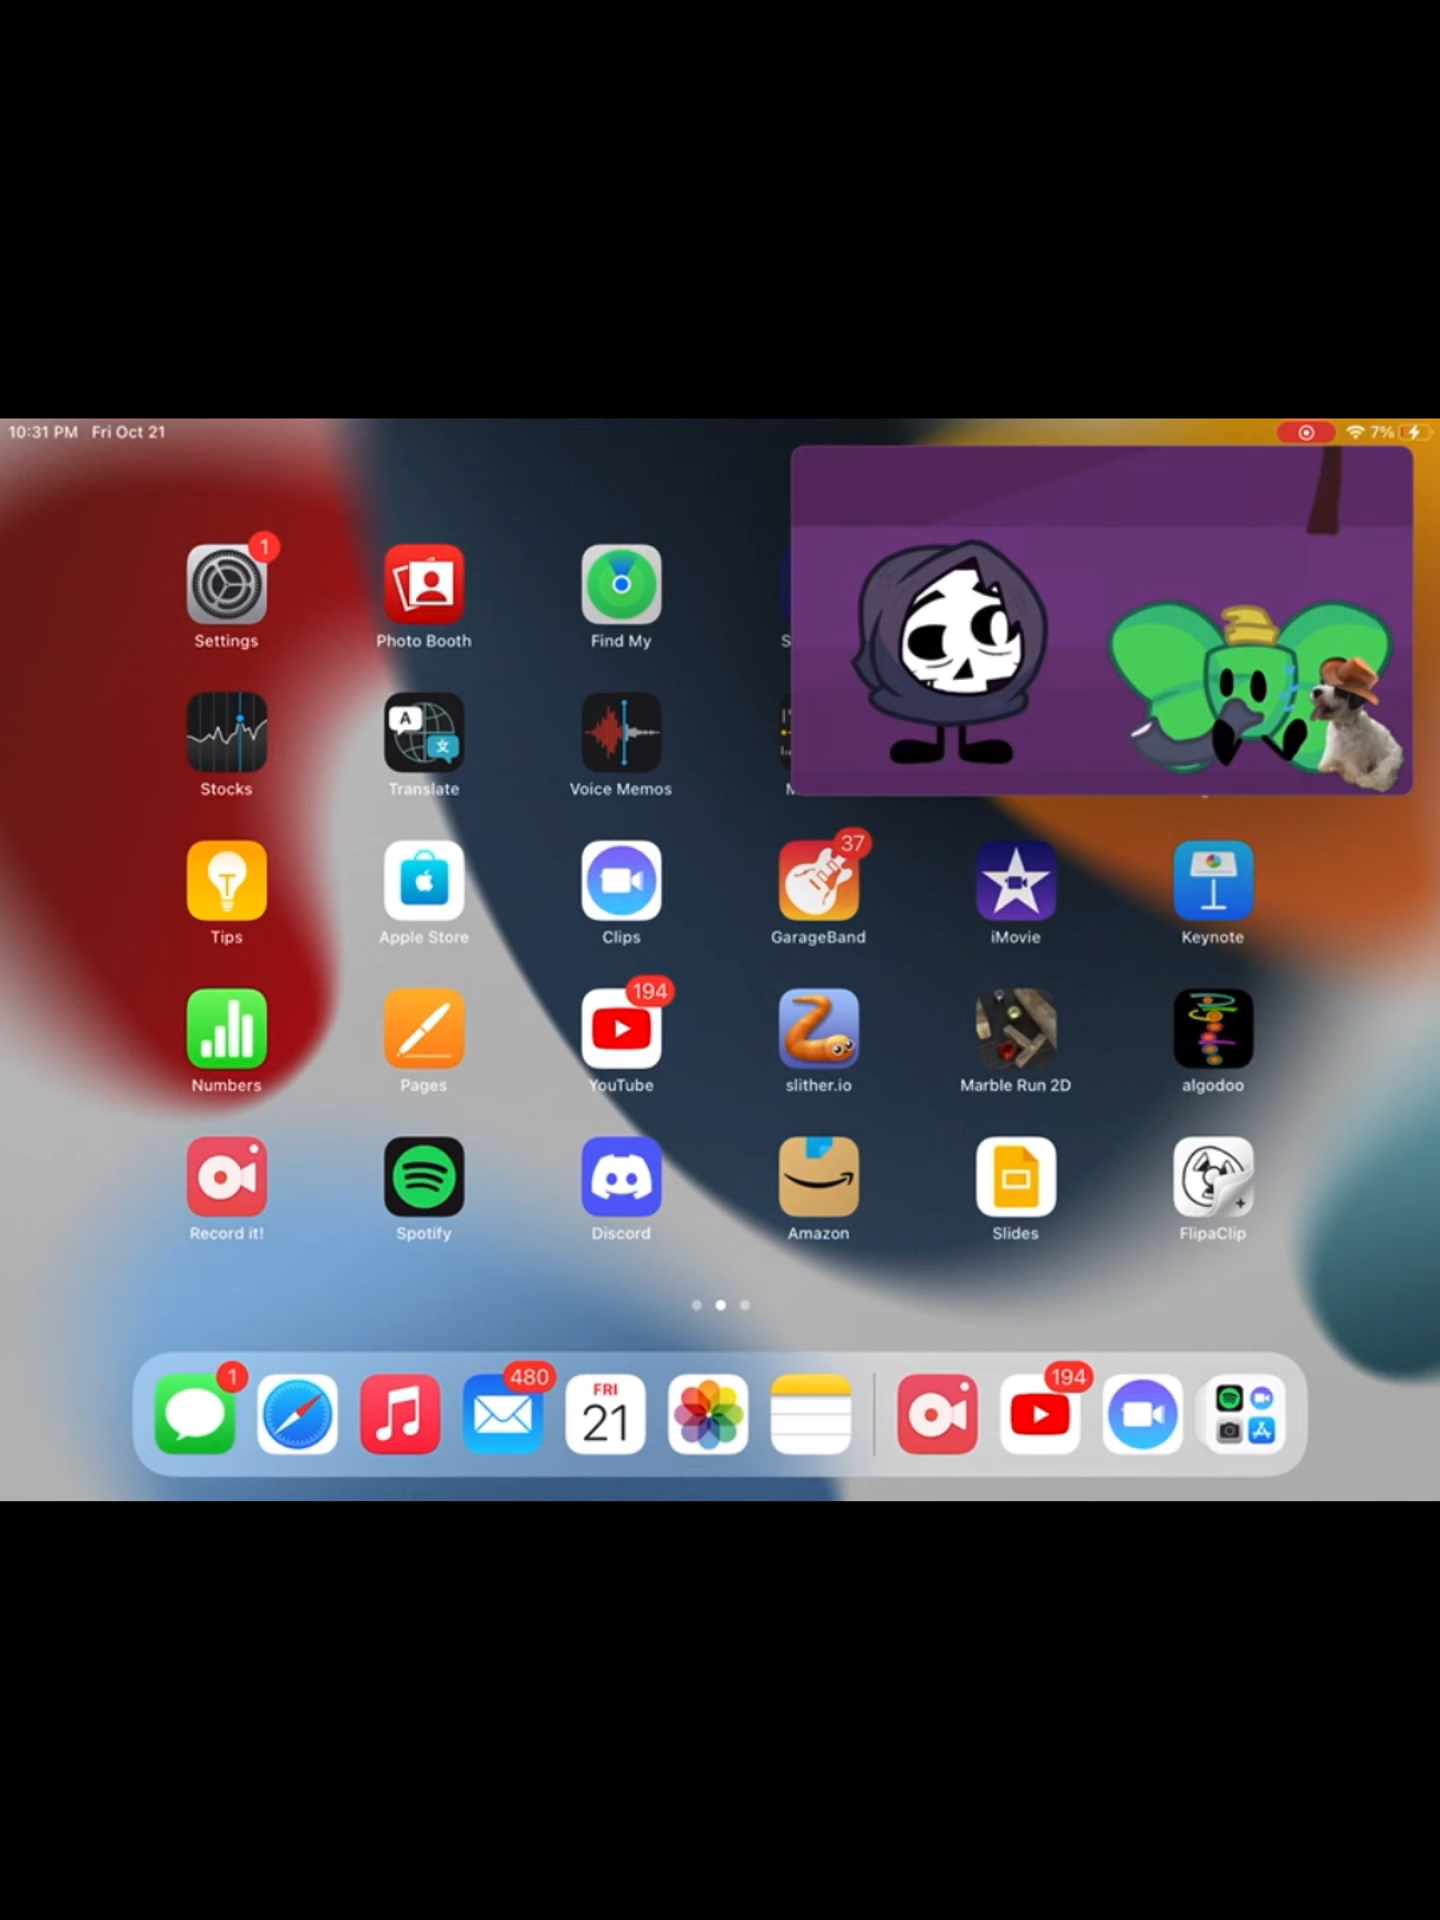 10:31 PM Fri Oct 21
7%
1
Settings
Photo Booth
Find My
S
Stocks
A
文
Translate
Voice Memos
M
Tips
Apple Store
Clips
37
GarageBand
iMovie
Keynote
Numbers
Pages
194
YouTube
slither.io
Marble Run 2D
algodoo
Record it!
Spotify
Discord
Amazon
Slides
FlipaClip
1
480
FRI
21
194